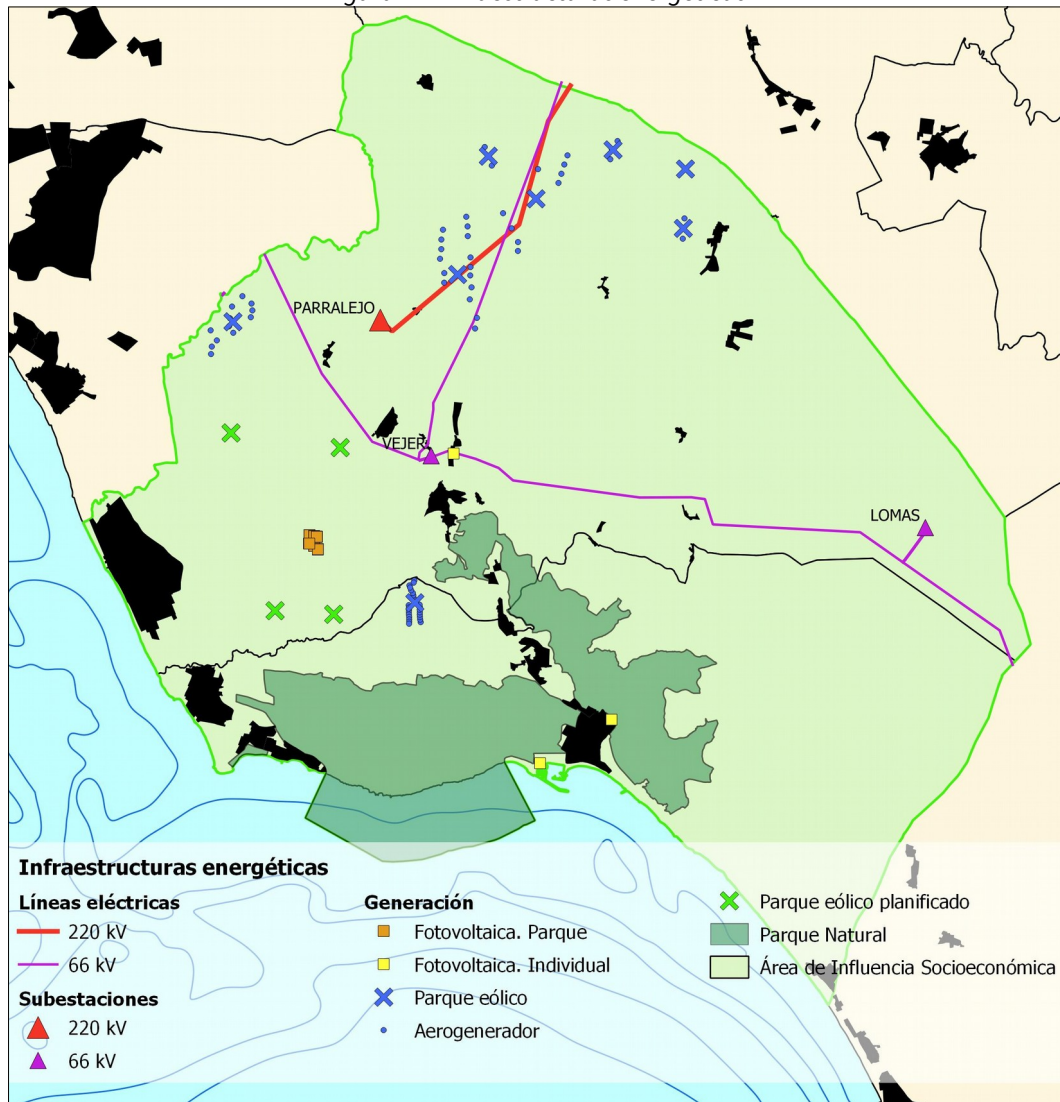 PARRALEJO
VEJER
LOMAS
Infraestructuras energéticas
Líneas eléctricas
220 kV
66 kV
Subestaciones
220 kV
66 kV
Generación
Fotovoltaica. Parque
Fotovoltaica. Individual
Parque eólico
Aerogenerador
Parque eólico planificado
Parque Natural
Área de Influencia Socioeconómica